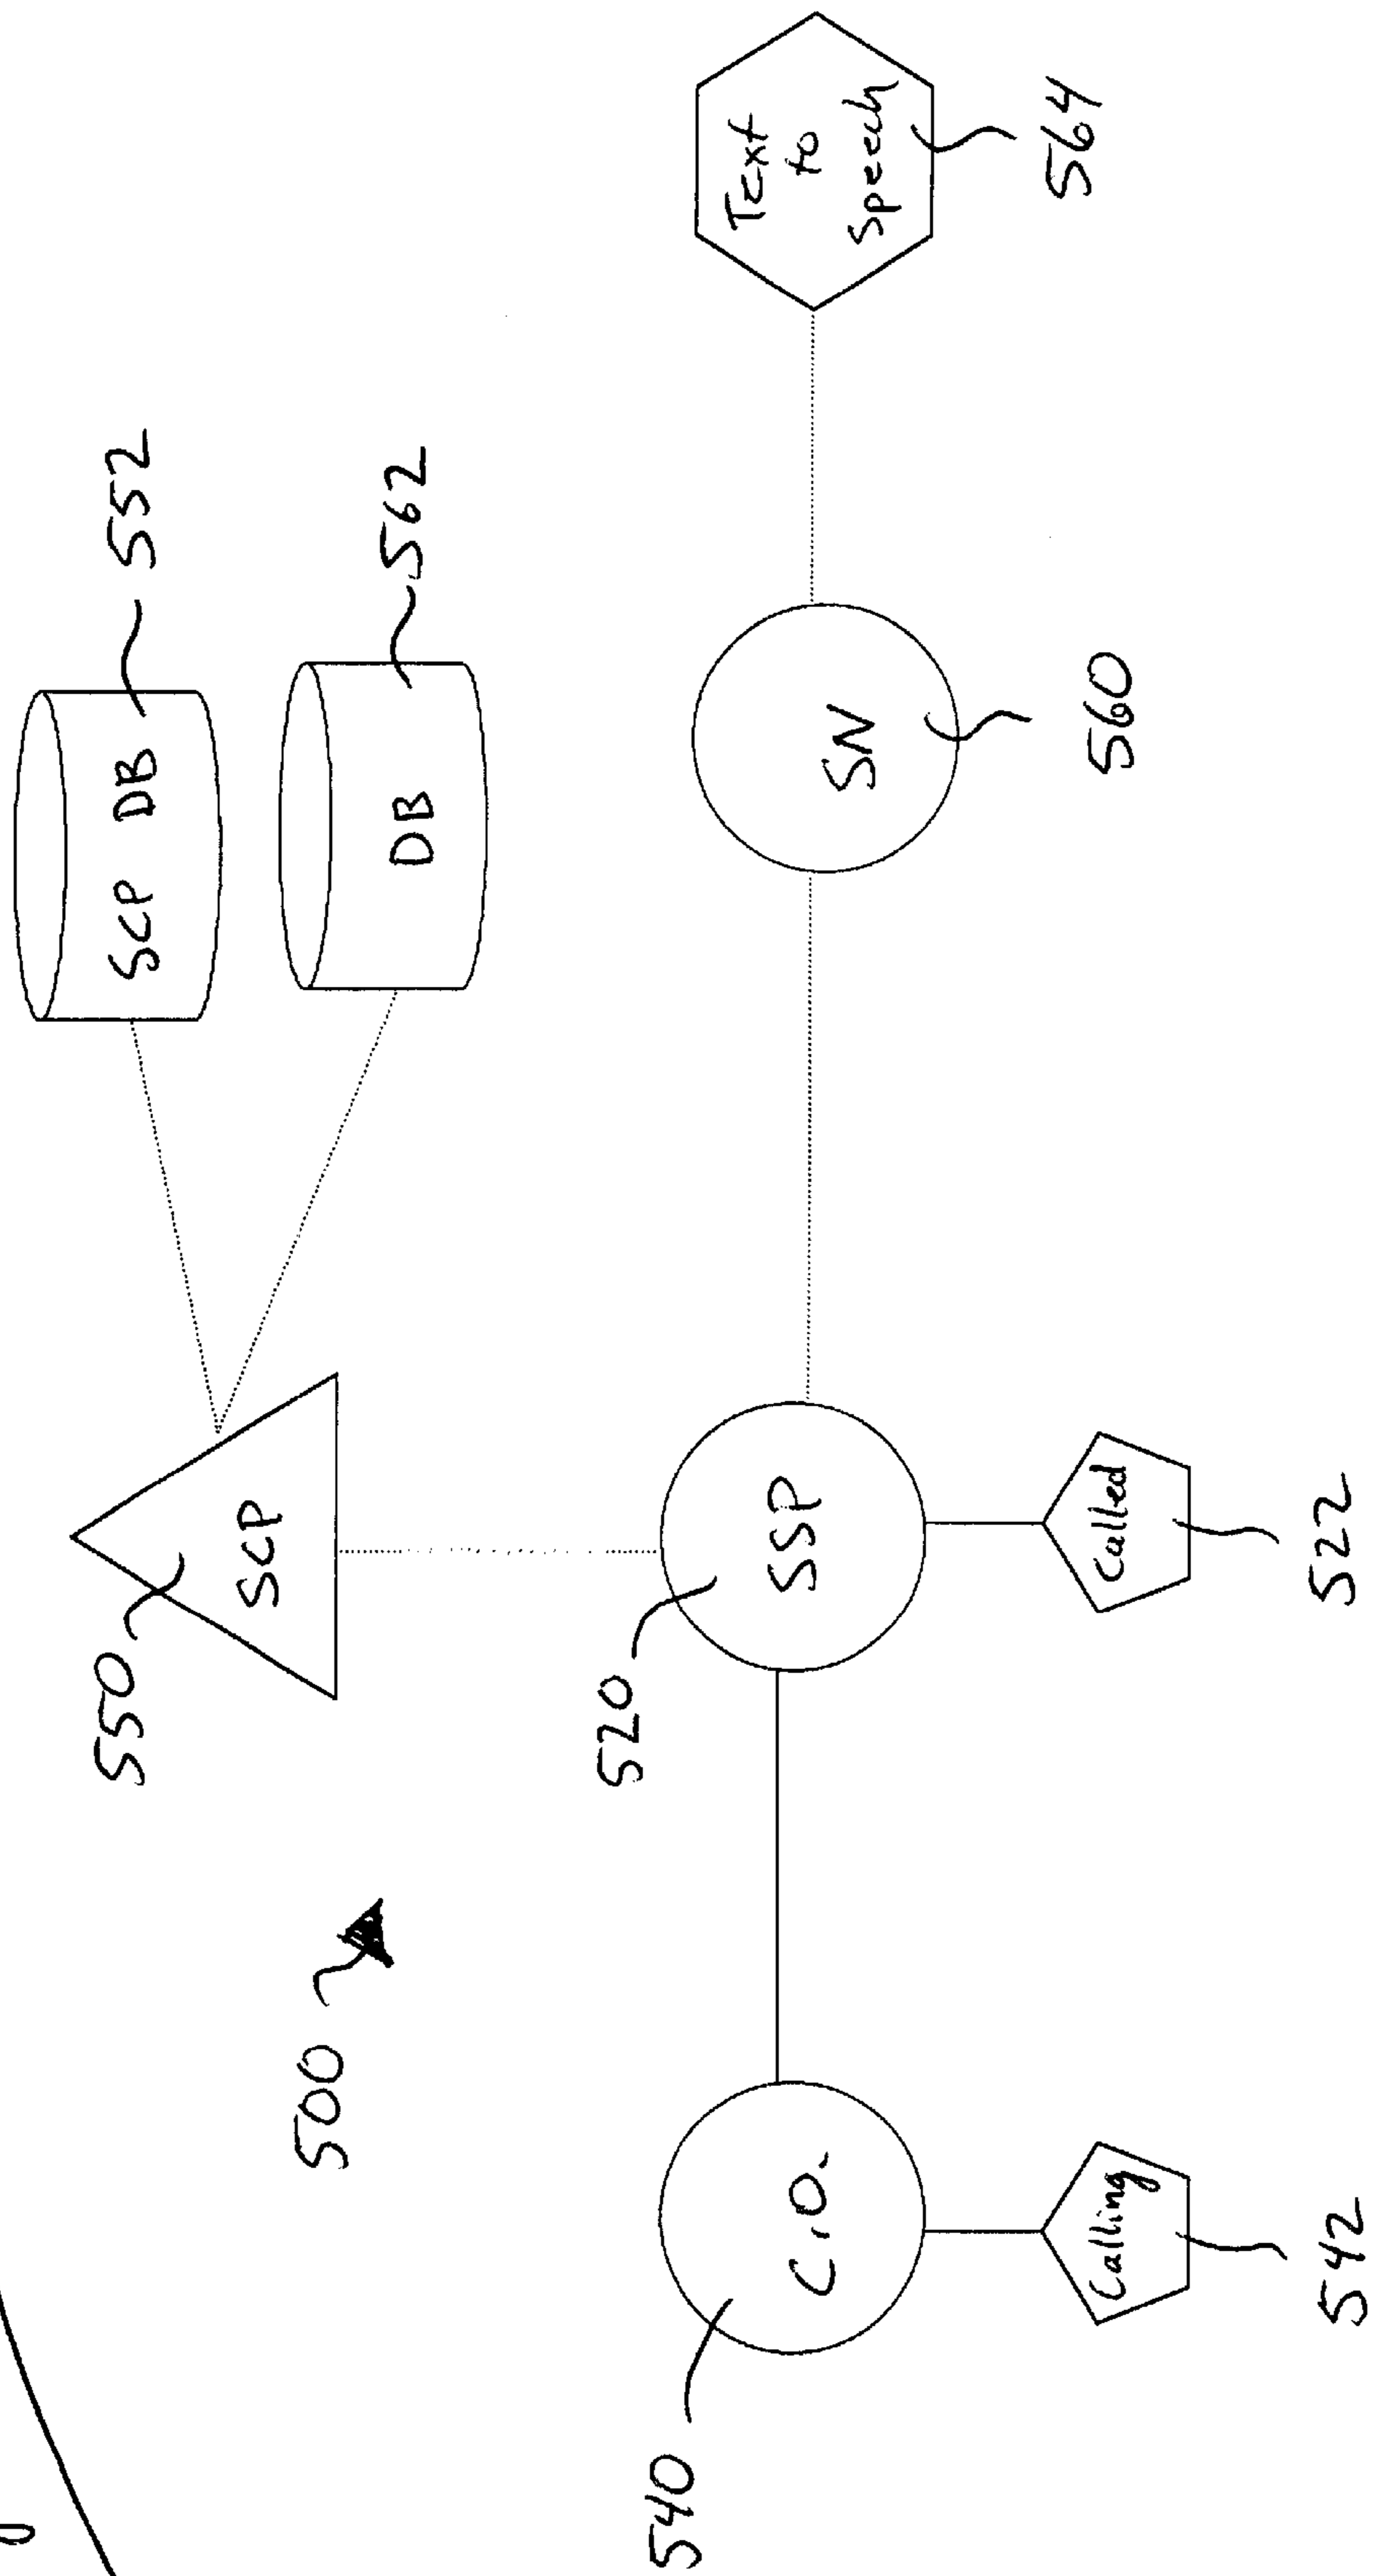 SCP DB
552
DB
562
550
SCP
500
520
SSP
540
C.O.
SN
560
Text
to
Speech
564
Calling
542
Called
522